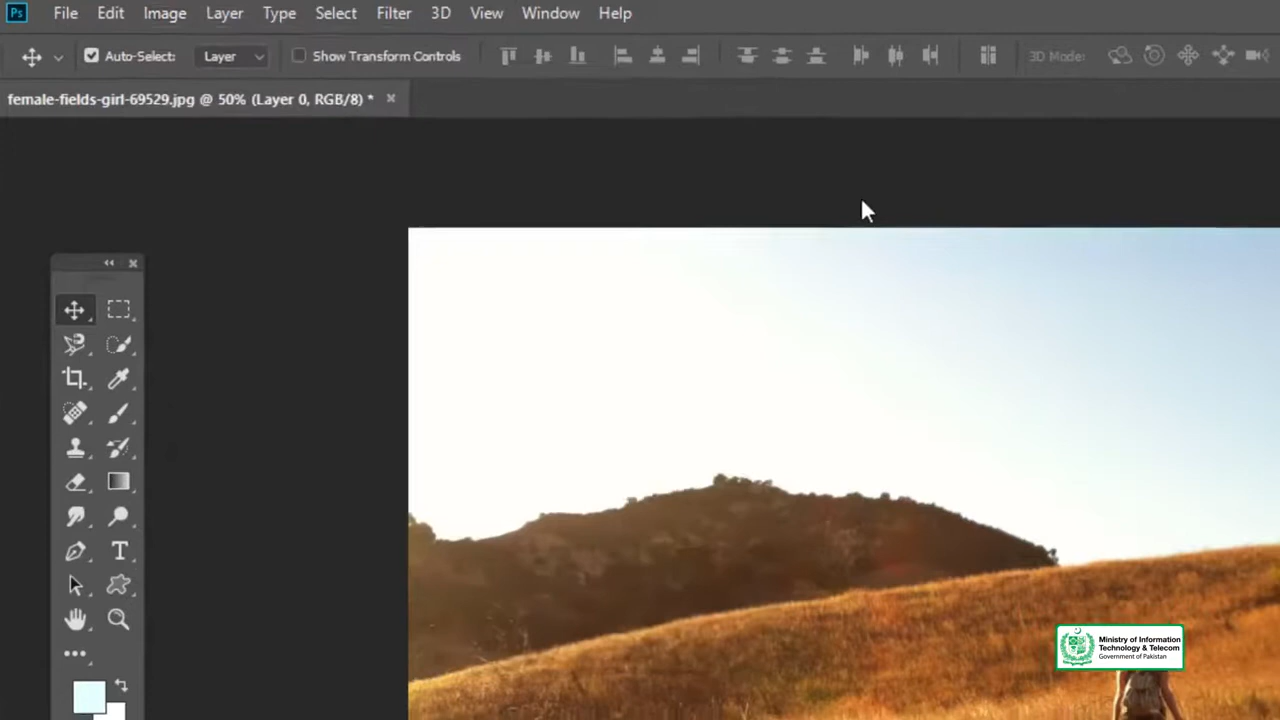 Ps File Edit Image Layer Type Select Filter 3D View Window Help
Auto-Select: Layer Show Transform Controls 3D Mode:
female-fields-girl-69529.jpg @ 50% (Layer 0, RGB/8) *
T
Ministry of Information
Technology & Telecom
Government of Pakistan